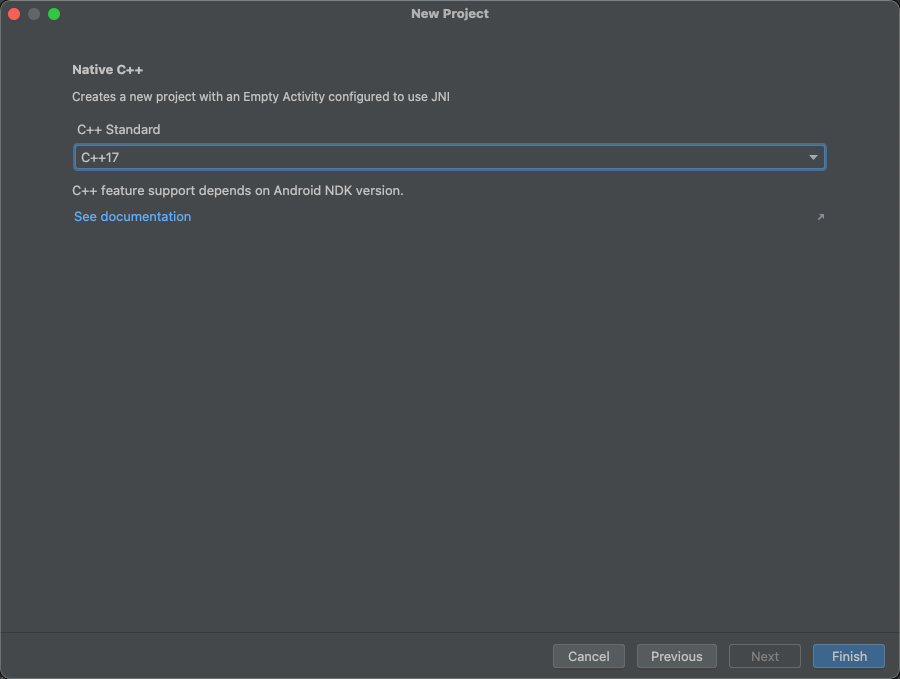 New Project
Native C++
Creates a new project with an Empty Activity configured to use JNI
C++ Standard
C++17
C++ feature support depends on Android NDK version.
See documentation
Cancel
Previous
Next
Finish